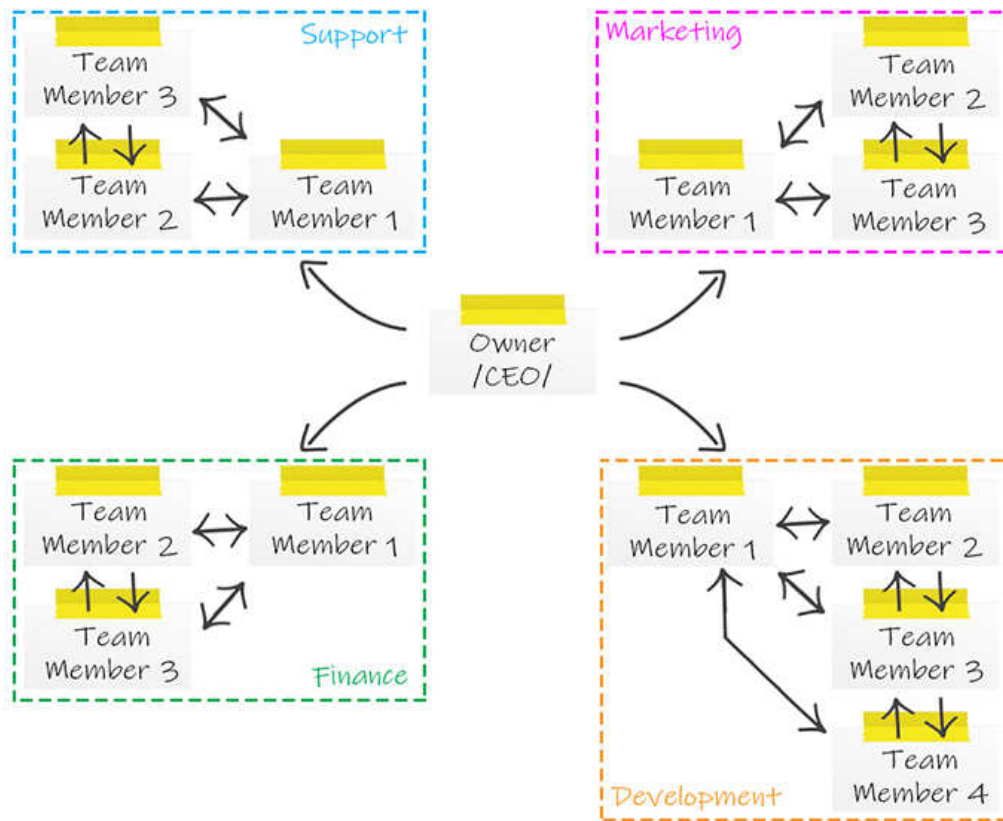 Support
Team
Member 3
Team
Member 2
Team
Member 1
Marketing
Team
Member 2
Team
Member 1
Team
Member 3
Owner
/CEO/
Team
Member 2
Team
Member 1
Team
Member 3
Finance
Team
Member 1
Team
Member 2
Team
Member 3
Team
Member 4
Development